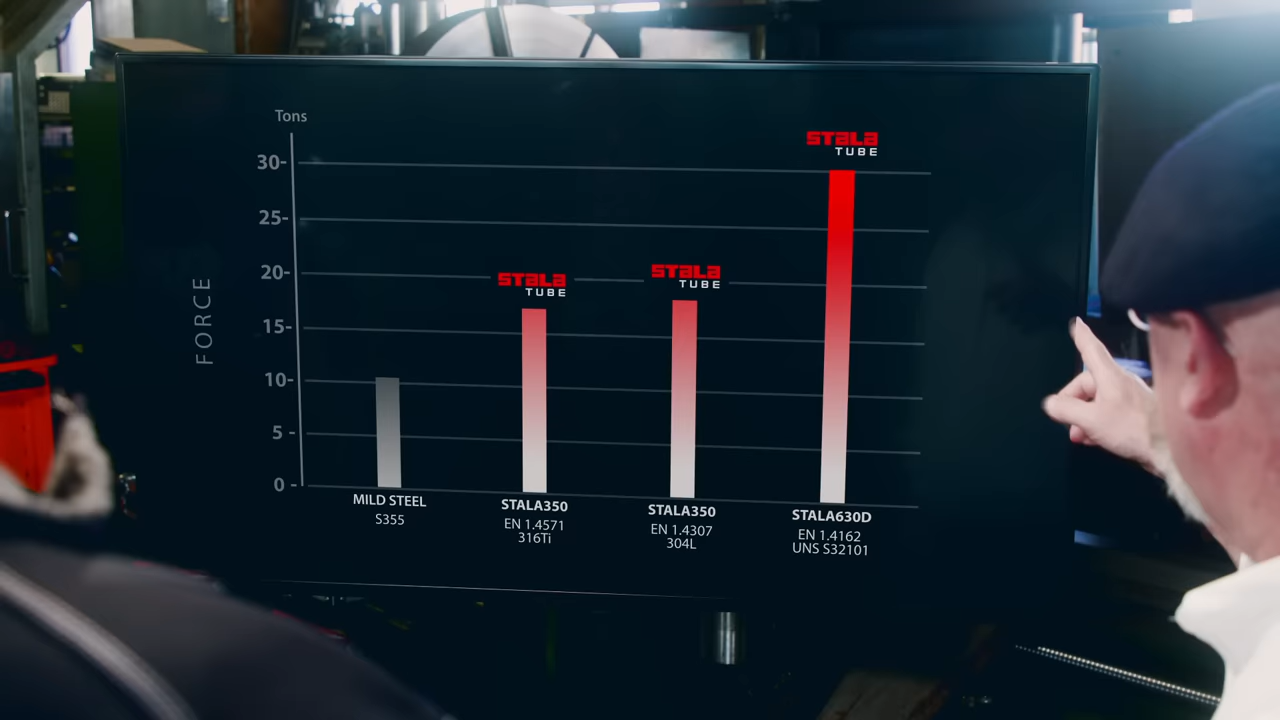 Tons
30-
25-
20-
15-
10-
5 -
0 -
FORCE
STALA
TUBE
STALA
TUBE
STALA
TUBE
MILD STEEL
S355
STALA350
EN 1.4571
316Ti
STALA350
EN 1.4307
304L
STALA630D
EN 1.4162
UNS S32101